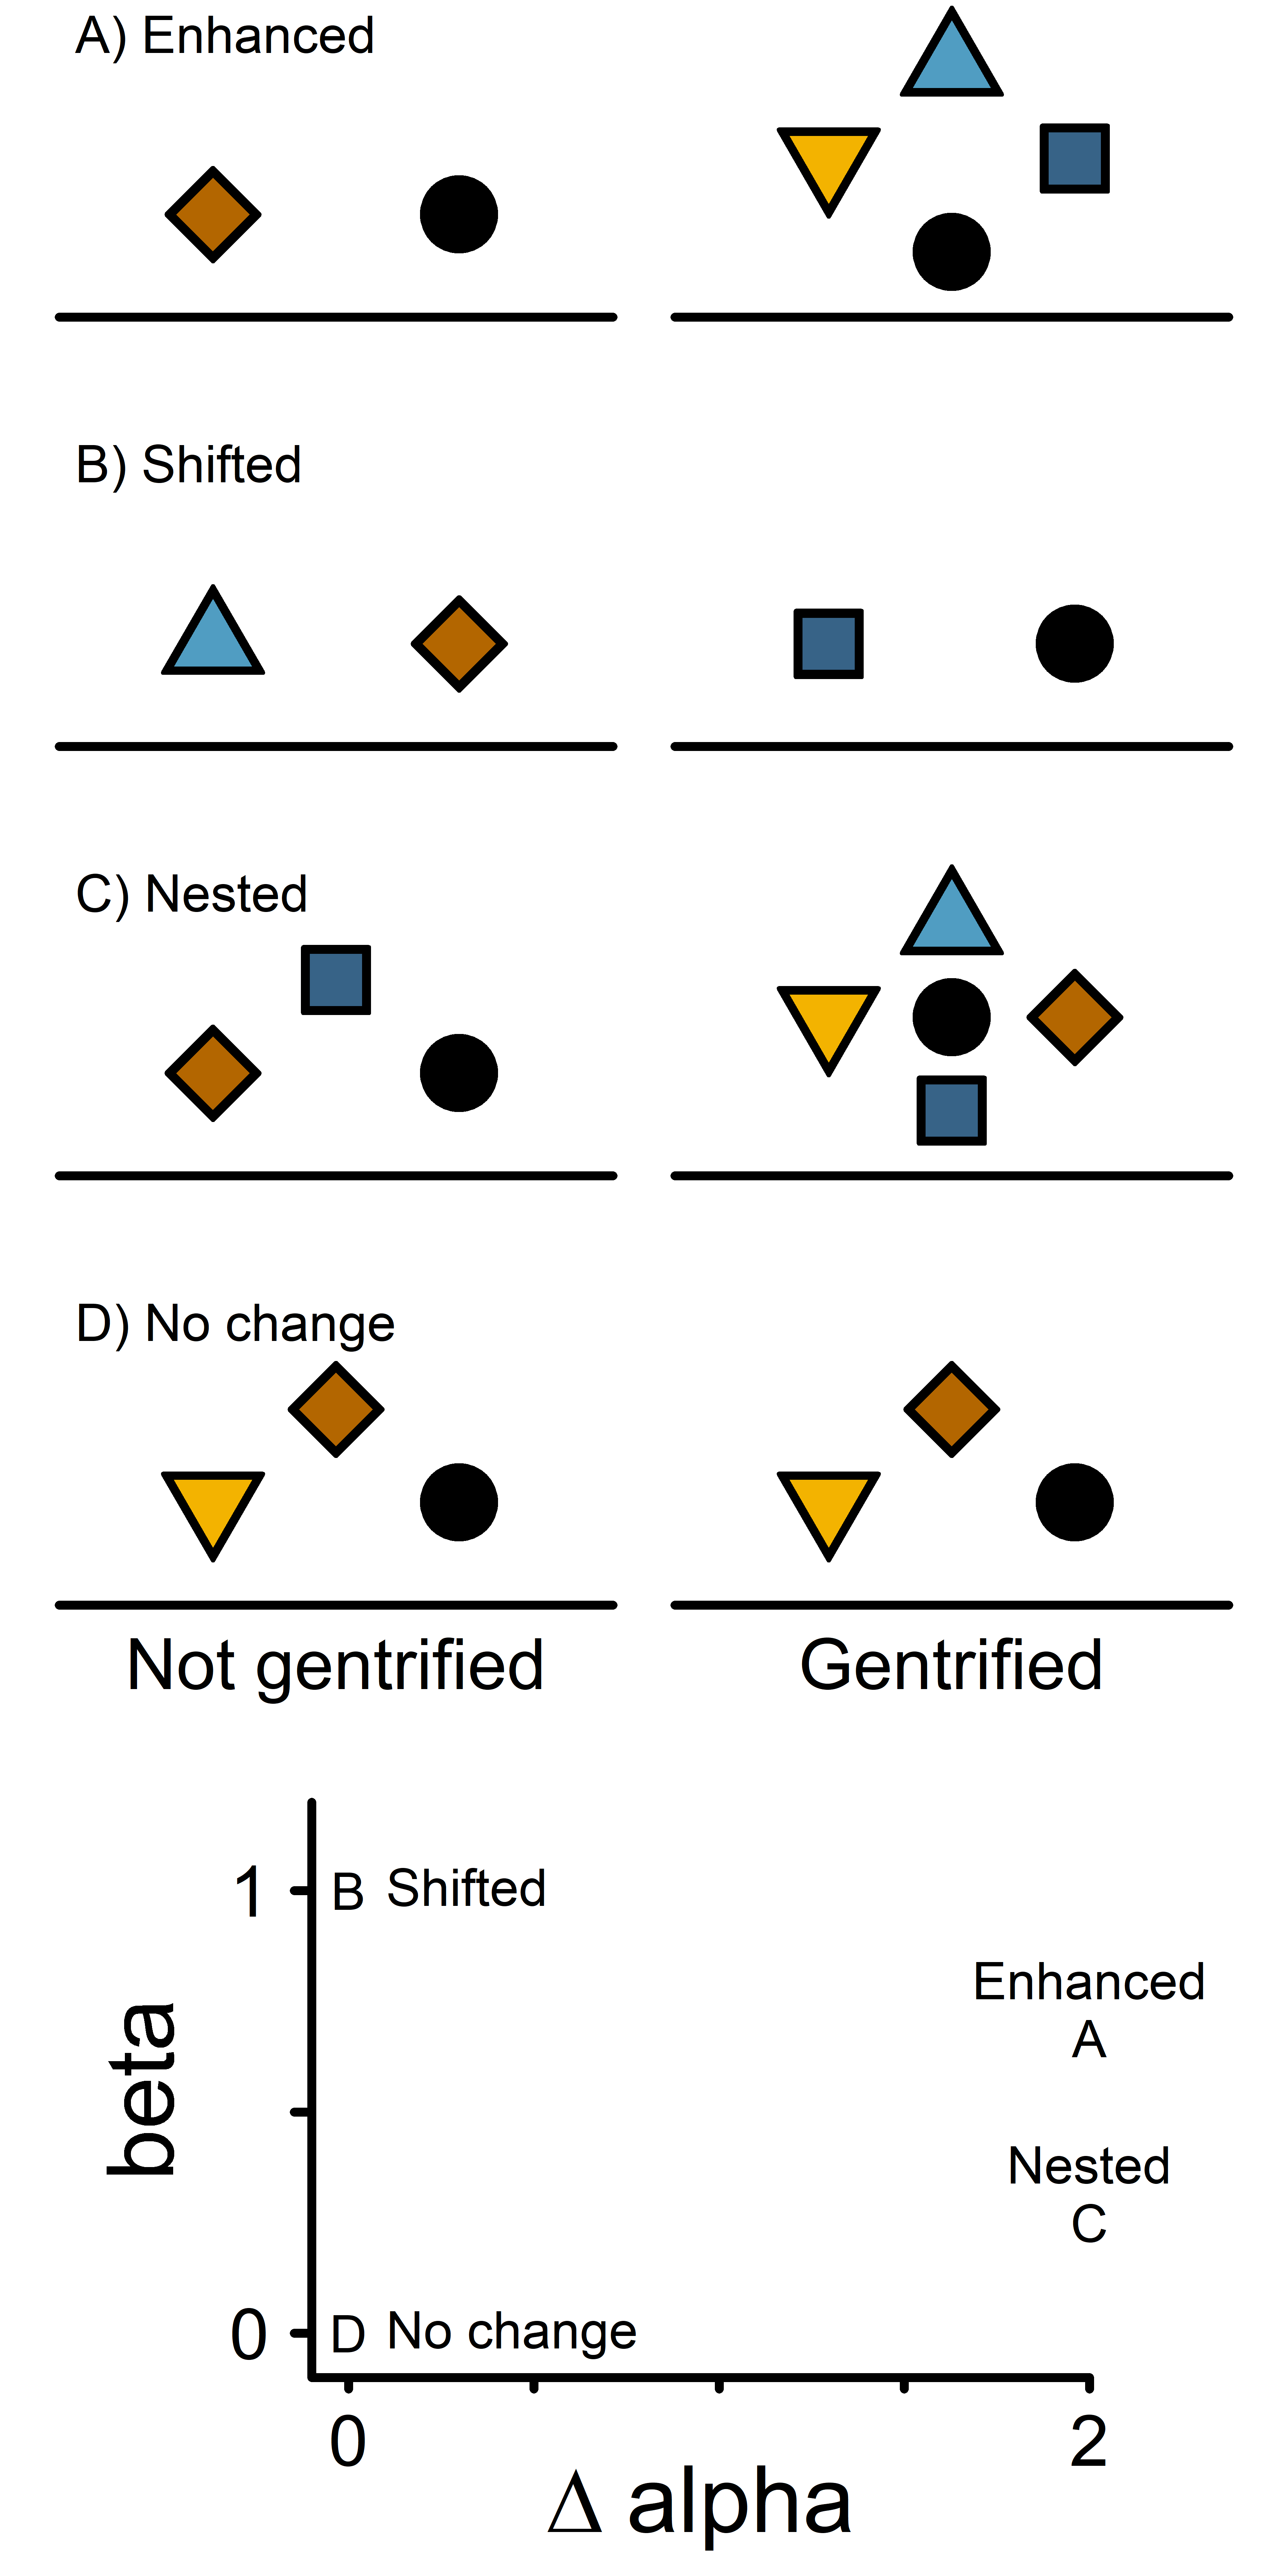 A) Enhanced
B) Shifted
C) Nested
D) No change
Not gentrified
Gentrified
1
B Shifted
Enhanced
A
beta
Nested
C
0
D No change
0
2
Δ alpha